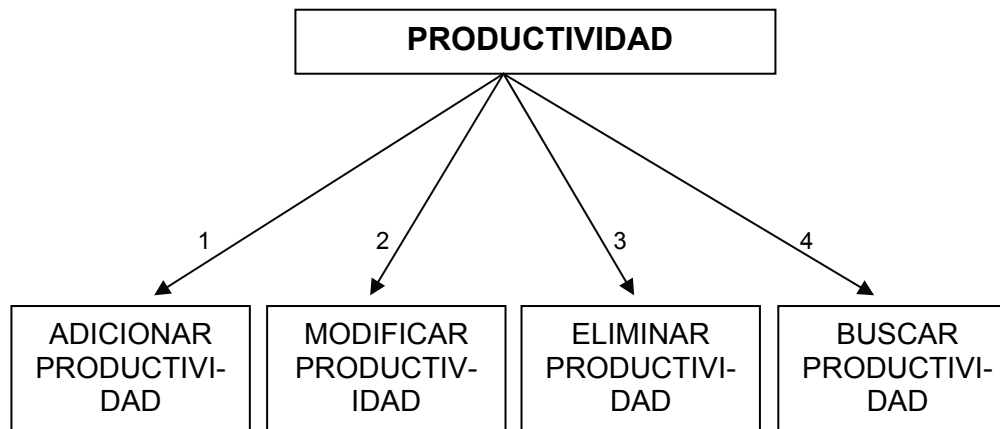 PRODUCTIVIDAD
1
2
3
4
ADICIONAR
PRODUCTIVI-
DAD
MODIFICAR
PRODUCTIV-
IDAD
ELIMINAR
PRODUCTIVI-
DAD
BUSCAR
PRODUCTIVI-
DAD